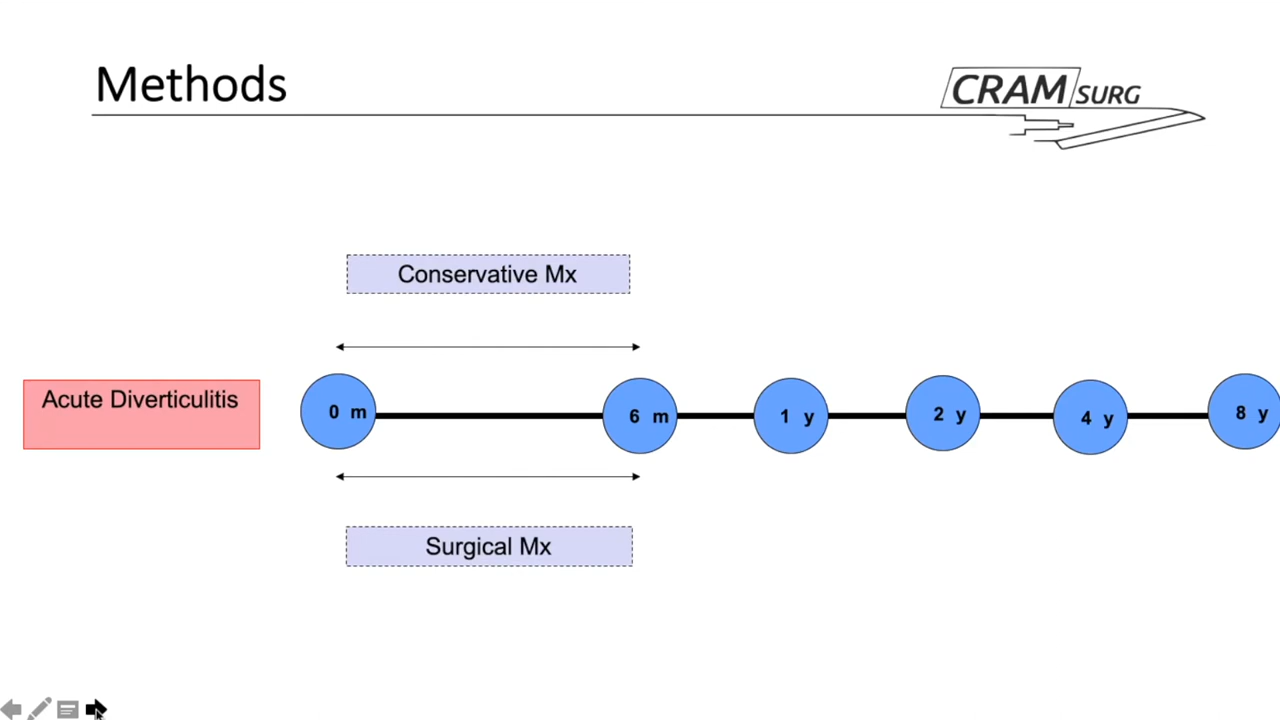 Methods
CRAM SURG
Conservative Mx
Acute Diverticulitis
0 m
6 m
1 y
2 y
4 y
8 y
Surgical Mx